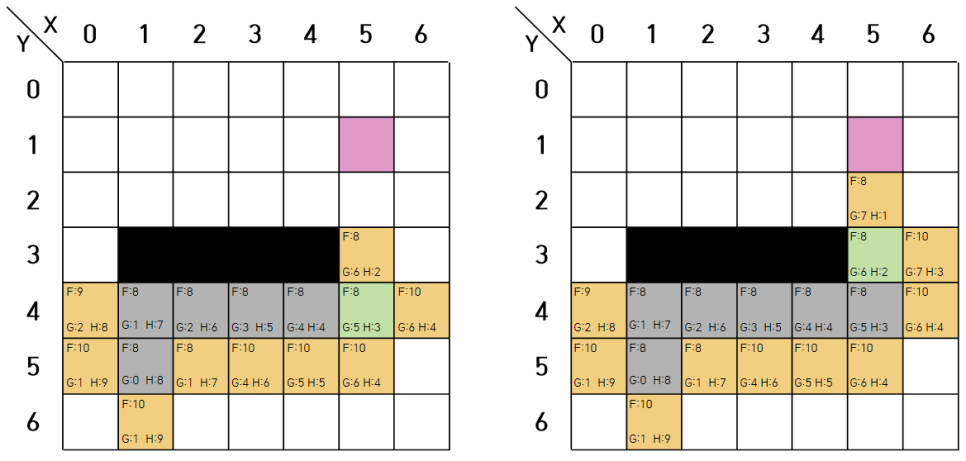 X 0 1 2 3 4 5 6
Y
0
1
2
3 F:8
G:6 H:2
4 F:9 F:8 F:8 F:8 F:8 F:8 F:10
G:2 H:8 G:1 H:7 G:2 H:6 G:3 H:5 G:4 H:4 G:5 H:3 G:6 H:4
5 F:10 F:8 F:8 F:10 F:10 F:10
G:1 H:9 G:0 H:8 G:1 H:7 G:4 H:6 G:5 H:5 G:6 H:4
6 F:10
G:1 H:9
X 0 1 2 3 4 5 6
Y
0
1
2 F:8
G:7 H:1
3 F:8 F:10
G:6 H:2 G:7 H:3
4 F:9 F:8 F:8 F:8 F:8 F:8 F:10
G:2 H:8 G:1 H:7 G:2 H:6 G:3 H:5 G:4 H:4 G:5 H:3 G:6 H:4
5 F:10 F:8 F:8 F:10 F:10 F:10
G:1 H:9 G:0 H:8 G:1 H:7 G:4 H:6 G:5 H:5 G:6 H:4
6 F:10
G:1 H:9